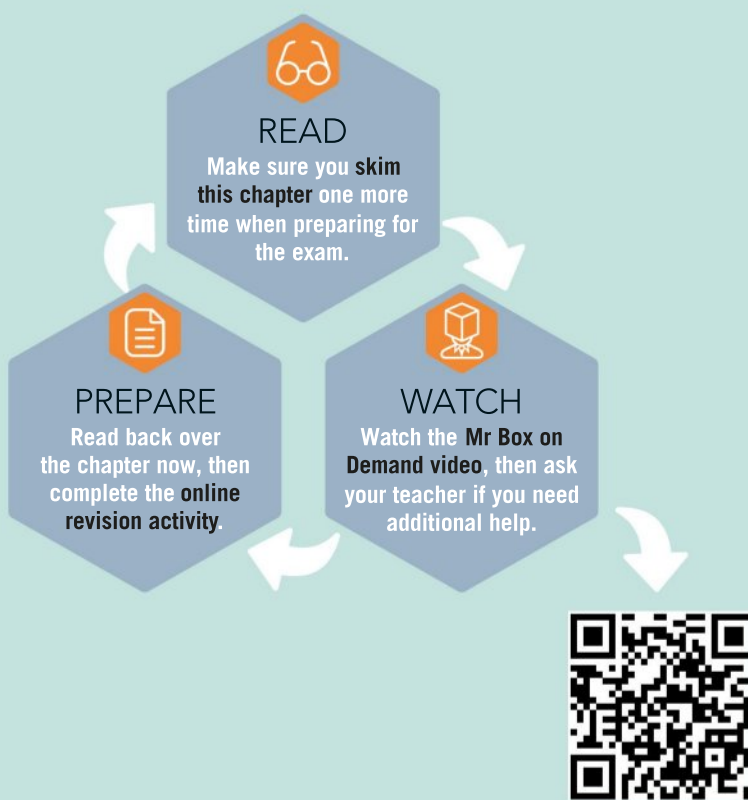 READ
Make sure you skim
this chapter one more
time when preparing for
the exam.
PREPARE
Read back over
the chapter now, then
complete the online
revision activity.
WATCH
Watch the Mr Box on
Demand video, then ask
your teacher if you need
additional help.